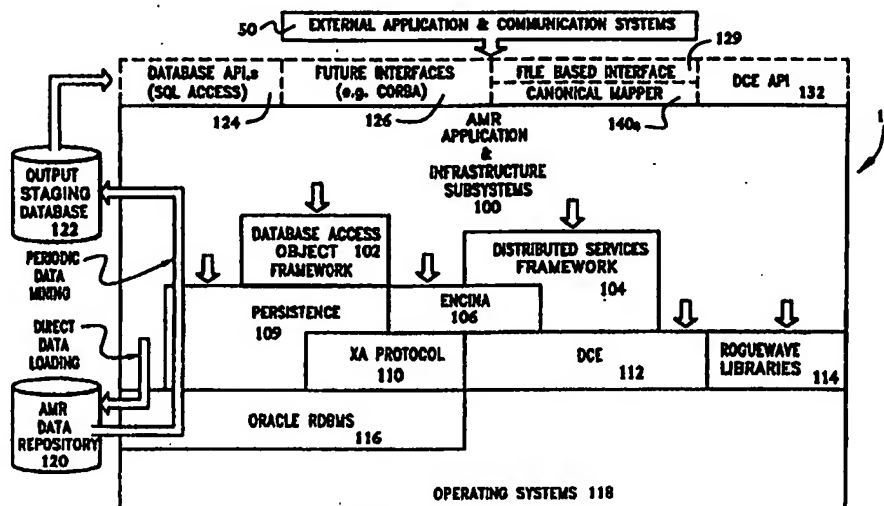 50
EXTERNAL APPLICATION & COMMUNICATION SYSTEMS
129
DATABASE API,s
(SQL ACCESS)
124
FUTURE INTERFACES
(e.g. CORBA)
126
FILE BASED INTERFACE
CANONICAL MAPPER
140a
DCE API
132
1
AMR
APPLICATION
&
INFRASTRUCTURE
SUBSYSTEMS
100
OUTPUT
STAGING
DATABASE
122
PERIODIC
DATA
MINING
DIRECT
DATA
LOADING
AMR
DATA
REPOSITORY
120
DATABASE ACCESS
OBJECT 102
FRAMEWORK
DISTRIBUTED SERVICES
FRAMEWORK
104
PERSISTENCE
109
ENCINA
106
XA PROTOCOL
110
DCE
112
ROGUEWAVE
LIBRARIES
114
ORACLE RDBMS
116
OPERATING SYSTEMS 118